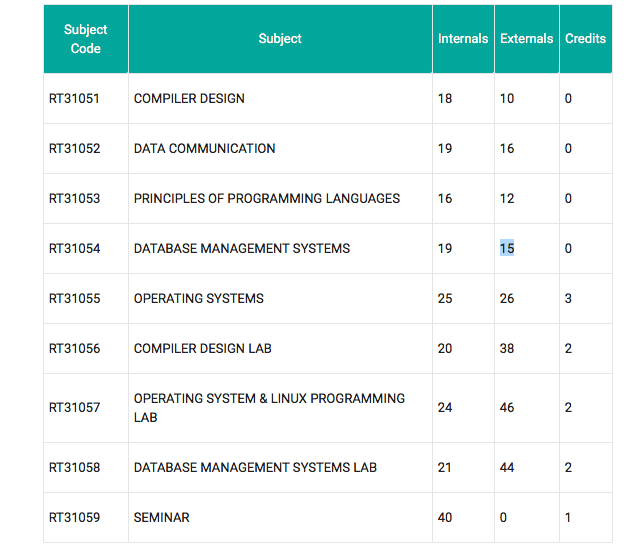 Subject Code Subject Internals Externals Credits
RT31051 COMPILER DESIGN 18 10 0
RT31052 DATA COMMUNICATION 19 16 0
RT31053 PRINCIPLES OF PROGRAMMING LANGUAGES 16 12 0
RT31054 DATABASE MANAGEMENT SYSTEMS 19 15 0
RT31055 OPERATING SYSTEMS 25 26 3
RT31056 COMPILER DESIGN LAB 20 38 2
RT31057 OPERATING SYSTEM & LINUX PROGRAMMING LAB 24 46 2
RT31058 DATABASE MANAGEMENT SYSTEMS LAB 21 44 2
RT31059 SEMINAR 40 0 1